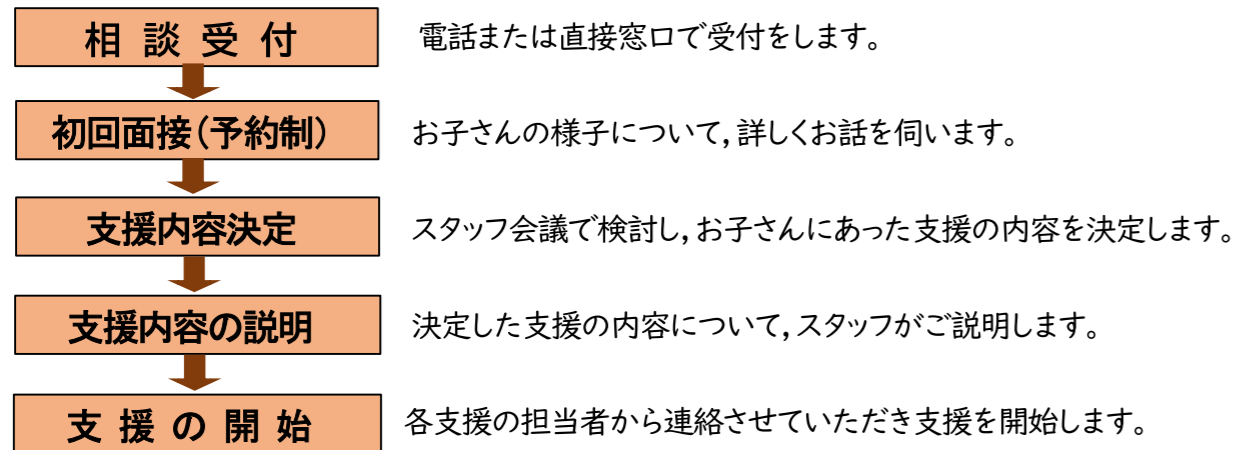 相談受付
電話または直接窓口で受付をします。
初回面接(予約制)
お子さんの様子について,詳しくお話を伺います。
支援内容決定
スタッフ会議で検討し,お子さんにあった支援の内容を決定します。
支援内容の説明
決定した支援の内容について,スタッフがご説明します。
支援の開始
各支援の担当者から連絡させていただき支援を開始します。